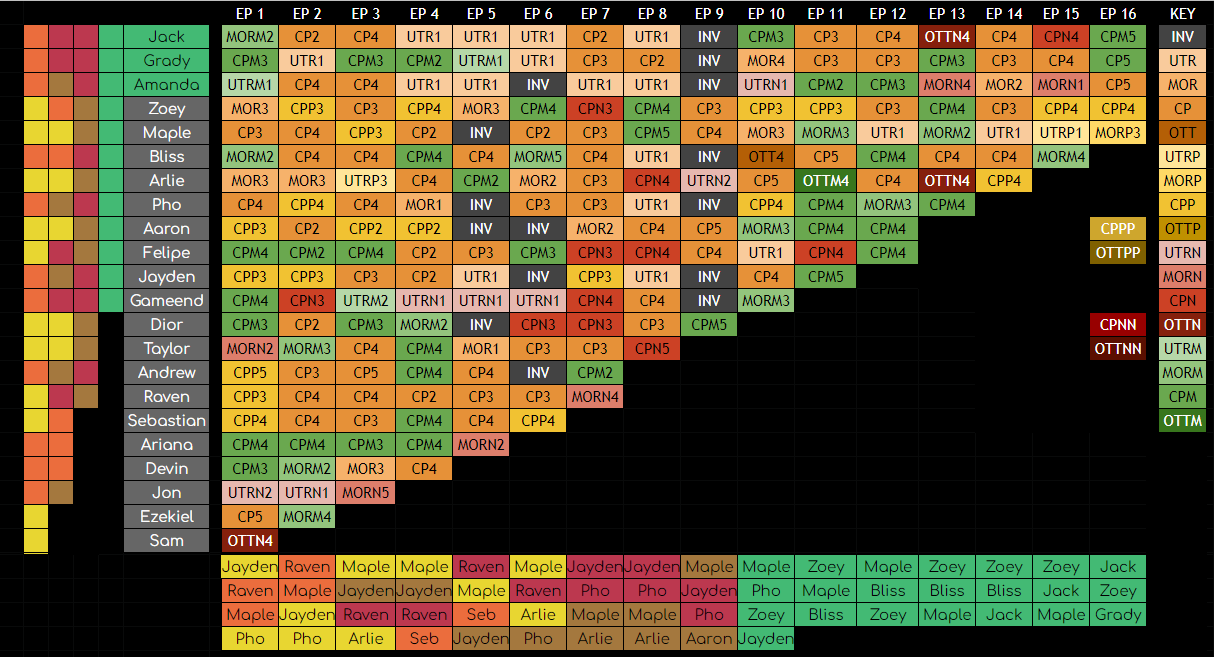 EP 1 EP 2 EP 3 EP 4 EP 5 EP 6 EP 7 EP 8 EP 9 EP 10 EP 11 EP 12 EP 13 EP 14 EP 15 EP 16 KEY
Jack MORM2 CP2 CP4 UTR1 UTR1 UTR1 CP2 UTR1 INV CPM3 CP3 CP4 OTTN4 CP4 CPN4 CPM5 INV
Grady CPM3 UTR1 CPM3 CPM2 UTRM1 UTR1 CP3 CP2 INV MOR4 CP3 CP3 CPM3 CP3 CP4 CP5 UTR
Amanda UTRM1 CP4 CP4 UTR1 UTR1 INV UTR1 UTR1 INV UTRN1 CPM2 CPM3 MORN4 MOR2 MORN1 CP5 MOR
Zoey MOR3 CPP3 CP3 CPP4 MOR3 CPM4 CPN3 CPM4 CP3 CPP3 CPP3 CP3 CPM4 CP3 CPP4 CPP4 CP
Maple CP3 CP4 CPP3 CP2 INV CP2 CP3 CPM5 CP4 MOR3 MORM3 UTR1 MORM2 UTR1 UTRP1 MORP3 OTT
Bliss MORM2 CP4 CP4 CPM4 CP4 MORM5 CP4 UTR1 INV OTT4 CP5 CPM4 CP4 CP4 MORM4 UTRP
Arlie MOR3 MOR3 UTRP3 CP4 CPM2 MOR2 CP3 CPN4 UTRN2 CP5 OTTM4 CP4 OTTN4 CPP4 MORP
Pho CP4 CPP4 CP4 MOR1 INV CP3 CP3 UTR1 INV CPP4 CPM4 MORM3 CPM4 CPP
Aaron CPP3 CP2 CPP2 CPP2 INV INV MOR2 CP4 CP5 MORM3 CPM4 CPM4 CPPP OTTP
Felipe CPM4 CPM2 CPM4 CP2 CP3 CPM3 CPN3 CPN4 CP4 UTR1 CPN4 CPM4 OTTPP UTRN
Jayden CPP3 CPP3 CP3 CP2 UTR1 INV CPP3 UTR1 INV CP4 CPM5 MORN
Gameend CPM4 CPN3 UTRM2 UTRN1 UTRN1 UTRN1 CPN4 CP4 INV MORM3 CPN
Dior CPM3 CP2 CPM3 MORM2 INV CPN3 CPN3 CP3 CPM5 CPNN OTTN
Taylor MORN2 MORM3 CP4 CPM4 MOR1 CP3 CP3 CPN5 OTTNN UTRM
Andrew CPP5 CP3 CP5 CPM4 CP4 INV CPM2 MORM
Raven CPP3 CP4 CP4 CP2 CP3 CP3 MORN4 CPM
Sebastian CPP4 CP4 CP3 CPM4 CP4 CPP4 OTTM
Ariana CPM4 CPM4 CPM3 CPM4 MORN2
Devin CPM3 MORM2 MOR3 CP4
Jon UTRN2 UTRN1 MORN5
Ezekiel CP5 MORM4
Sam OTTN4
Jayden Raven Maple Maple Raven Maple Jayden Jayden Maple Maple Zoey Maple Zoey Zoey Zoey Jack
Raven Maple Jayden Jayden Maple Raven Pho Pho Jayden Pho Maple Bliss Bliss Bliss Jack Zoey
Maple Jayden Raven Raven Seb Arlie Maple Maple Pho Zoey Bliss Zoey Maple Jack Maple Grady
Pho Pho Arlie Seb Jayden Pho Arlie Arlie Aaron Jayden